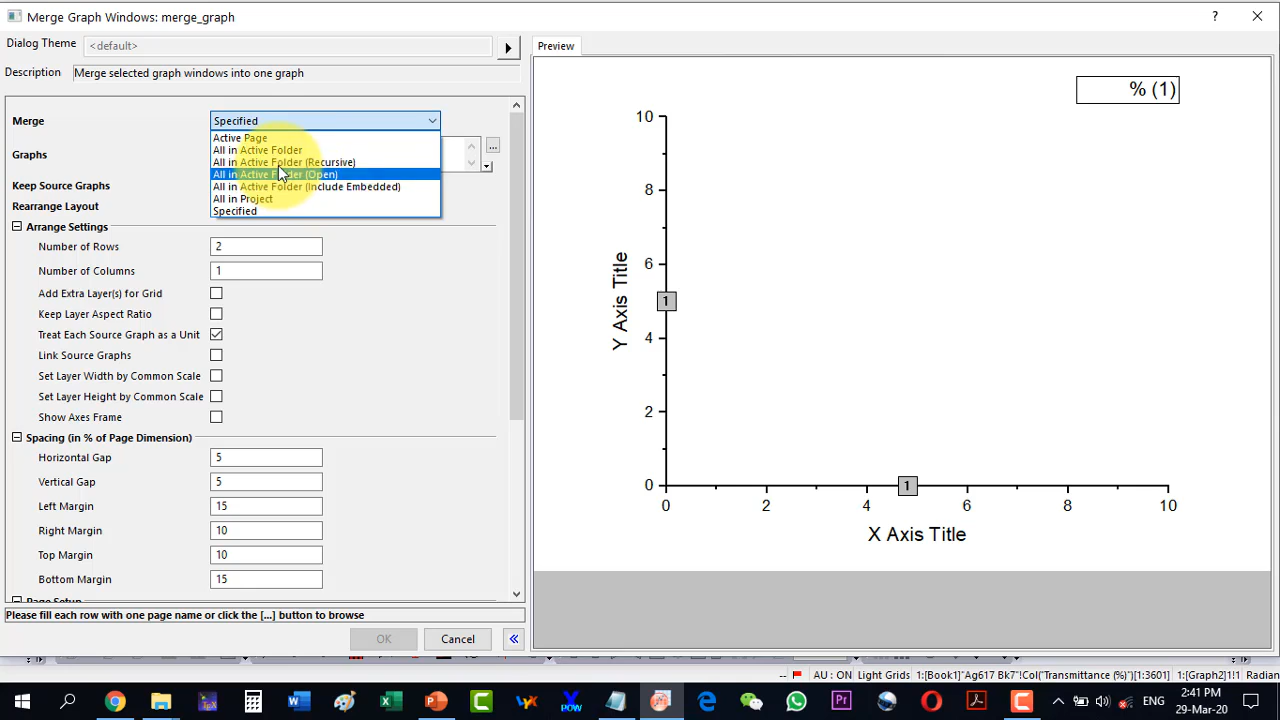 Merge Graph Windows: merge_graph
?
Dialog Theme
<default>
Description
Merge selected graph windows into one graph
Merge
Specified
Active Page
All in Active Folder
All in Active Folder (Recursive)
All in Active Folder (Open)
All in Active Folder (Include Embedded)
All in Project
Specified
Graphs
...
Keep Source Graphs
Rearrange Layout
Arrange Settings
Number of Rows 2
Number of Columns 1
Add Extra Layer(s) for Grid
Keep Layer Aspect Ratio
Treat Each Source Graph as a Unit
Link Source Graphs
Set Layer Width by Common Scale
Set Layer Height by Common Scale
Show Axes Frame
Spacing (in % of Page Dimension)
Horizontal Gap 5
Vertical Gap 5
Left Margin 15
Right Margin 10
Top Margin 10
Bottom Margin 15
Page Setup
Please fill each row with one page name or click the [...] button to browse
OK
Cancel
Preview
% (1)
10
8
6
4
2
0
Y Axis Title
1
1
0 2 4 6 8 10
X Axis Title
-- AU : ON Light Grids 1:[Book1]"Ag617 Bk7"!Col("Transmittance (%)")[1:3601] 1:[Graph2]1!1 Radian
ENG
2:41 PM
29-Mar-20